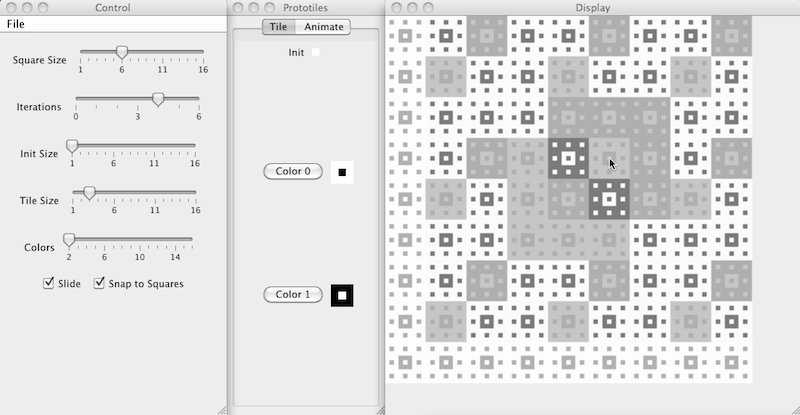 Control
File
Square Size
1 6 11 16
Iterations
0 3 6
Init Size
1 6 11 16
Tile Size
1 6 11 16
Colors
2 6 10 14
Slide Snap to Squares
Prototiles
Tile Animate
Init
Color 0
Color 1
Display